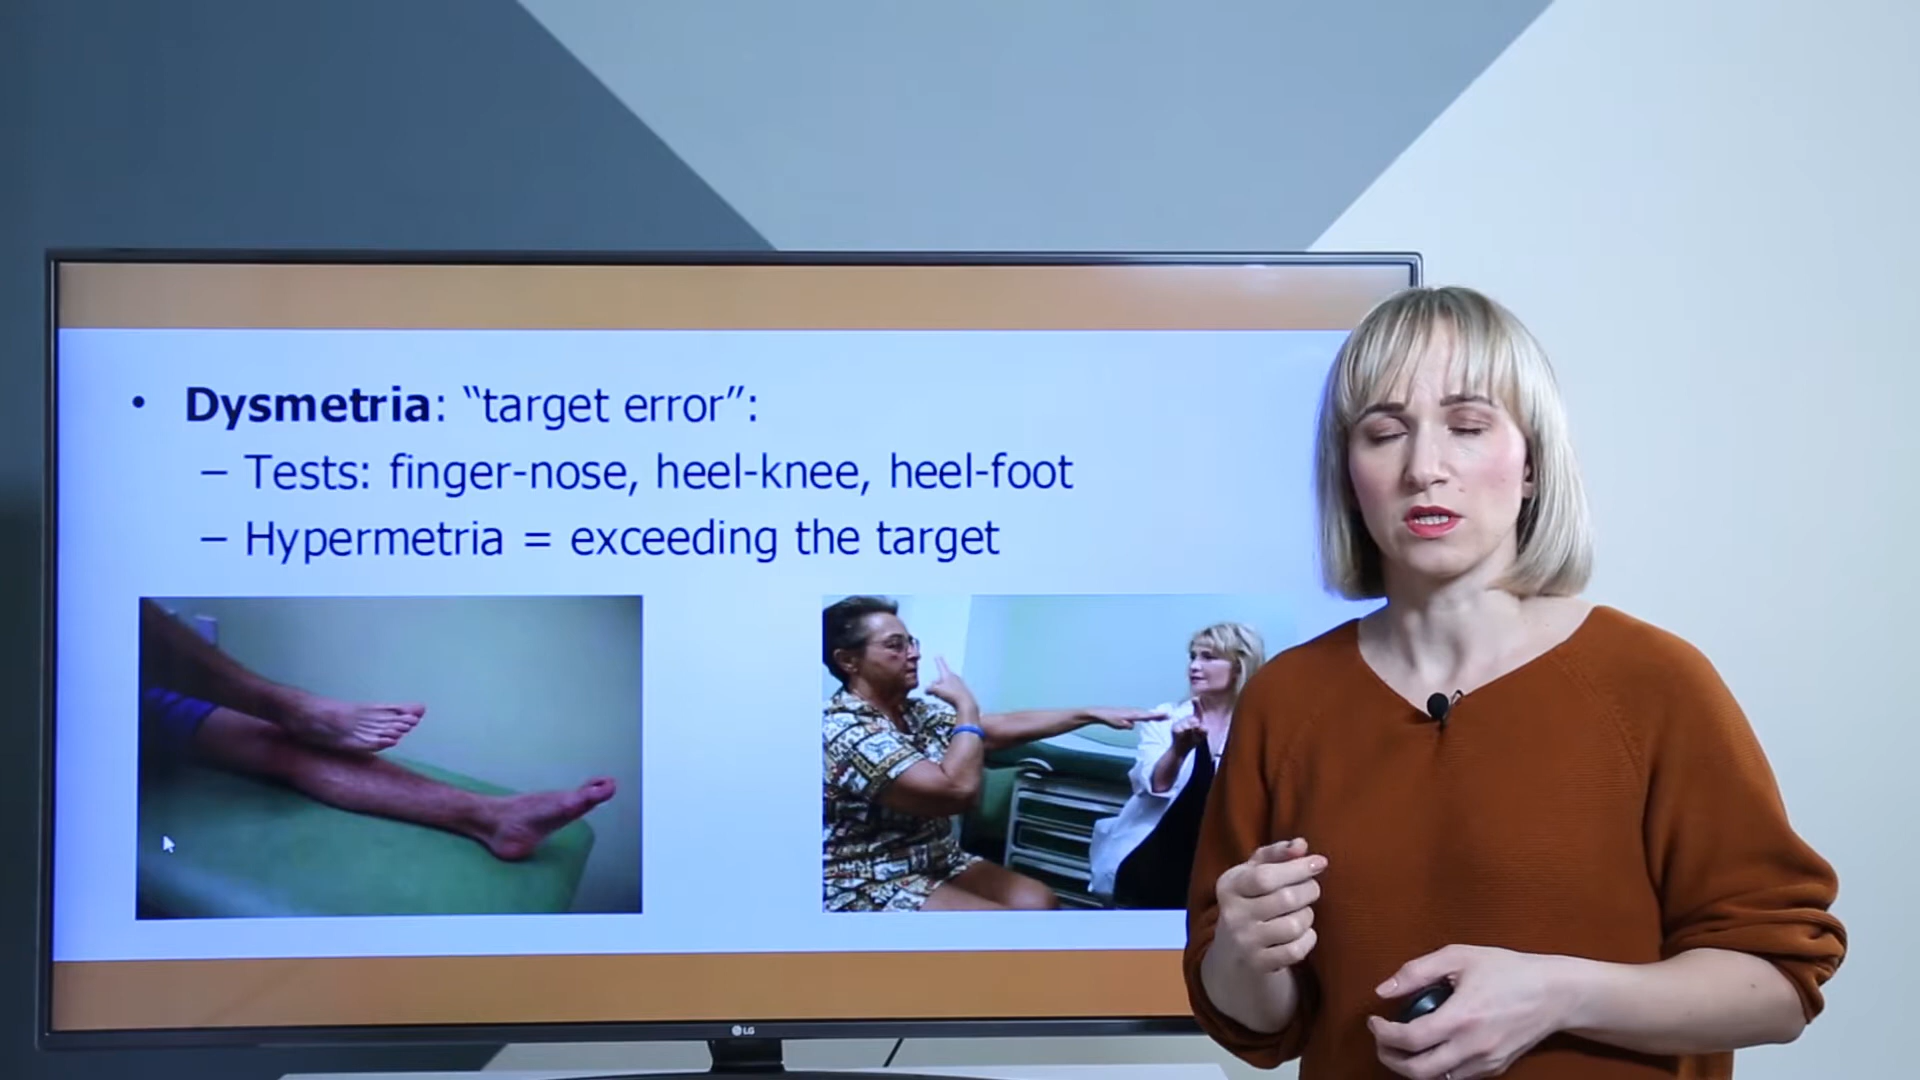 • Dysmetria: “target error”:
– Tests: finger-nose, heel-knee, heel-foot
– Hypermetria = exceeding the target
LG